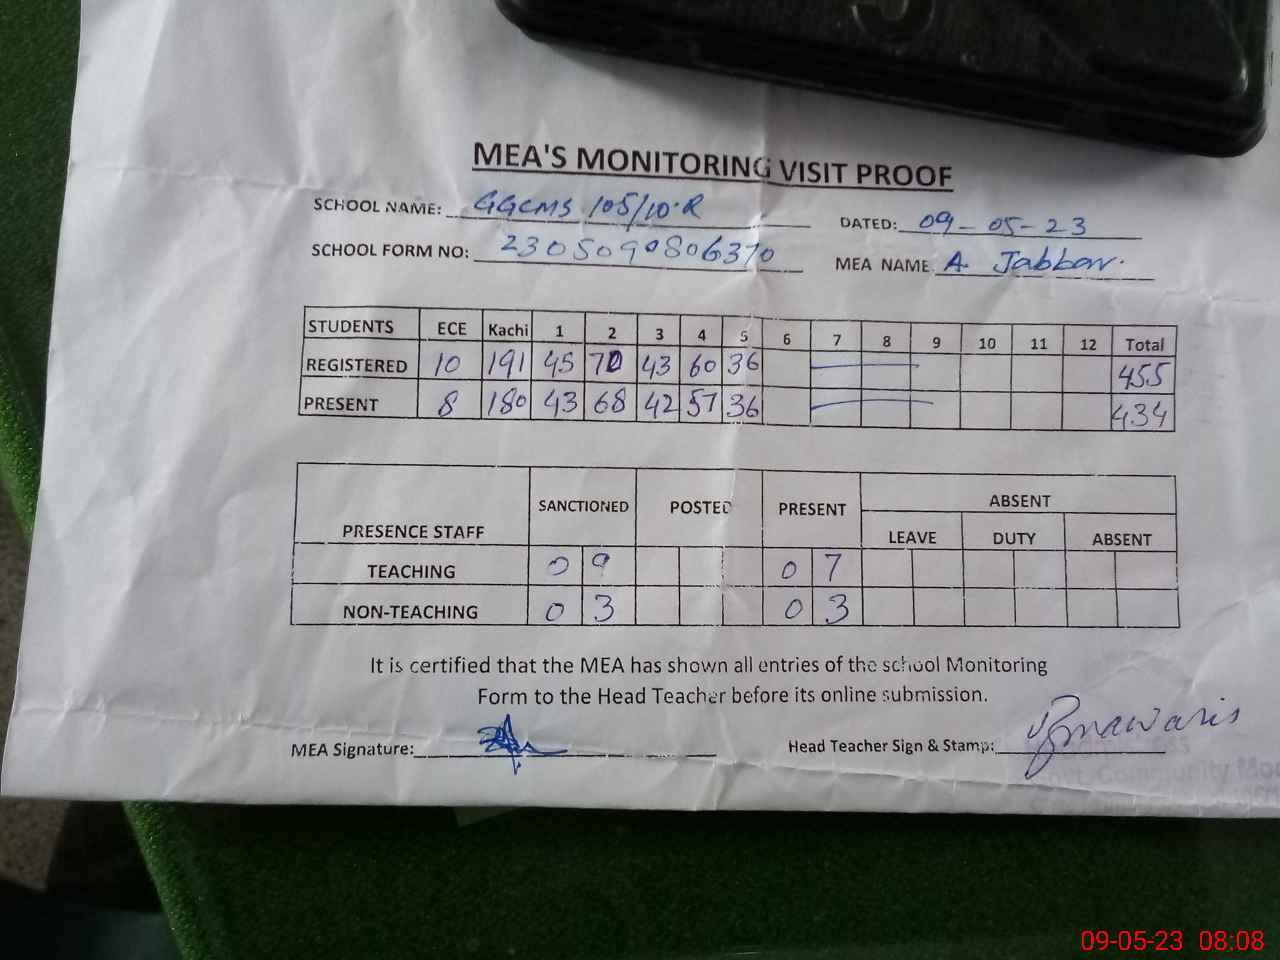 MEA'S MONITORING VISIT PROOF
SCHOOL NAME: GGCMS 105/10.R DATED: 09-05-23
SCHOOL FORM NO: 2305090806370 MEA NAME A. Jabbar.
STUDENTS ECE Kachi 1 2 3 4 5 6 7 8 9 10 11 12 Total
REGISTERED 10 191 45 70 43 60 36 455
PRESENT 8 180 43 68 42 57 36 434
PRESENCE STAFF SANCTIONED POSTED PRESENT ABSENT
LEAVE DUTY ABSENT
TEACHING 09 07
NON-TEACHING 03 03
It is certified that the MEA has shown all entries of the school Monitoring
Form to the Head Teacher before its online submission.
MEA Signature: Head Teacher Sign & Stamp:
Govt. Community Mod
09-05-23 08:08